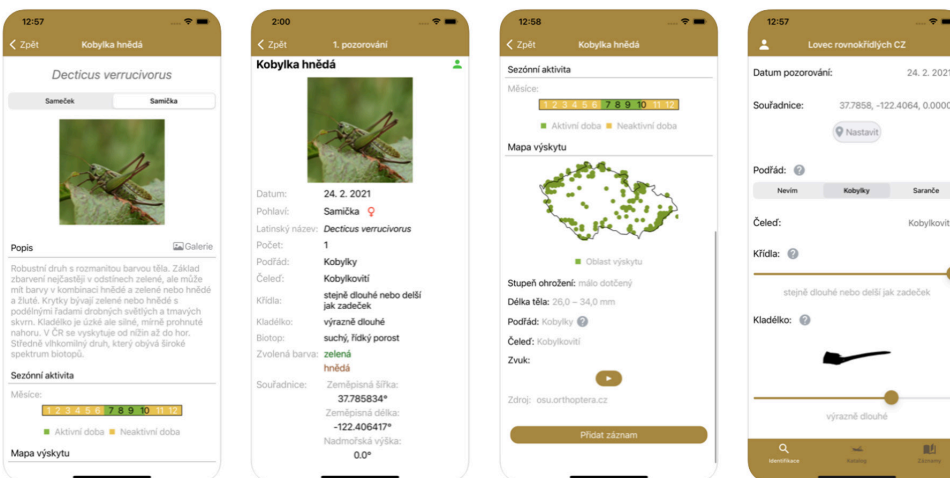 12:57
Zpět
Kobylka hnědá
Decticus verrucivorus
Sameček
Samička
Popis
Galerie
Robustní druh s rozmanitou barvou těla. Základ
zbarvení nejčastěji v odstínech zelené, ale může
mít barvy v kombinaci hnědé a zelené nebo hnědé
a žluté. Krytky bývají zelené nebo hnědé s
podélnými řadami drobných světlých a tmavých
skvrn. Kladélko je úzké ale silné, mírně prohnuté
nahoru. V ČR se vyskytuje od nížin až do hor.
Středně vlhkomilný druh, který obývá široké
spektrum biotopů.
Sezónní aktivita
Měsíce:
1 2 3 4 5 6 7 8 9 10 11 12
Aktivní doba
Neaktivní doba
Mapa výskytu
2:00
Zpět
1. pozorování
Kobylka hnědá
Datum: 24. 2. 2021
Pohlaví: Samička
Latinský název: Decticus verrucivorus
Počet: 1
Podřád: Kobylky
Čeleď: Kobylkovití
Křídla: stejně dlouhé nebo delší
jak zadeček
Kladélko: výrazně dlouhé
Biotop: suchý, řídký porost
Zvolená barva: zelená
hnědá
Souřadnice: Zeměpisná šířka:
37.785834°
Zeměpisná délka:
-122.406417°
Nadmořská výška:
0.0°
12:58
Zpět
Kobylka hnědá
Sezónní aktivita
Měsíce:
1 2 3 4 5 6 7 8 9 10 11 12
Aktivní doba
Neaktivní doba
Mapa výskytu
Oblast výskytu
Stupeň ohrožení: málo dotčený
Délka těla: 26,0 – 34,0 mm
Podřád: Kobylky
Čeleď: Kobylkovití
Zvuk:
Zdroj: osu.orthoptera.cz
Přidat záznam
12:57
Lovec rovnokřídlých CZ
Datum pozorování: 24. 2. 2021
Souřadnice: 37.7858, -122.4064, 0.0000
Nastavit
Podřád:
Nevím
Kobylky
Saranče
Čeleď: Kobylkovití
Křídla:
stejně dlouhé nebo delší jak zadeček
Kladélko:
výrazně dlouhé
Identifikace
Katalog
Záznamy